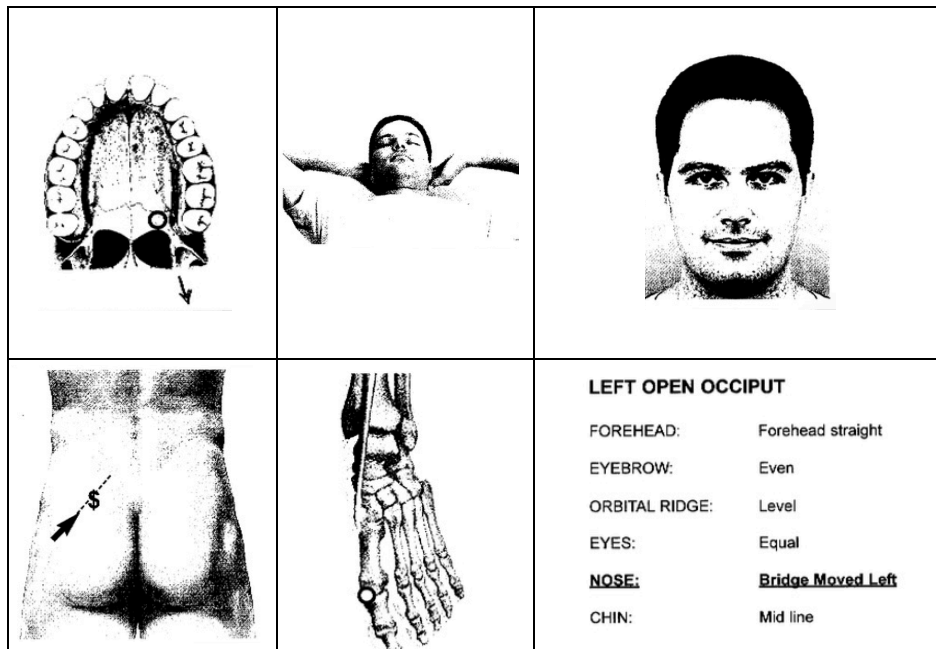 $
LEFT OPEN OCCIPUT
FOREHEAD: Forehead straight
EYEBROW: Even
ORBITAL RIDGE: Level
EYES: Equal
NOSE: Bridge Moved Left
CHIN: Mid line